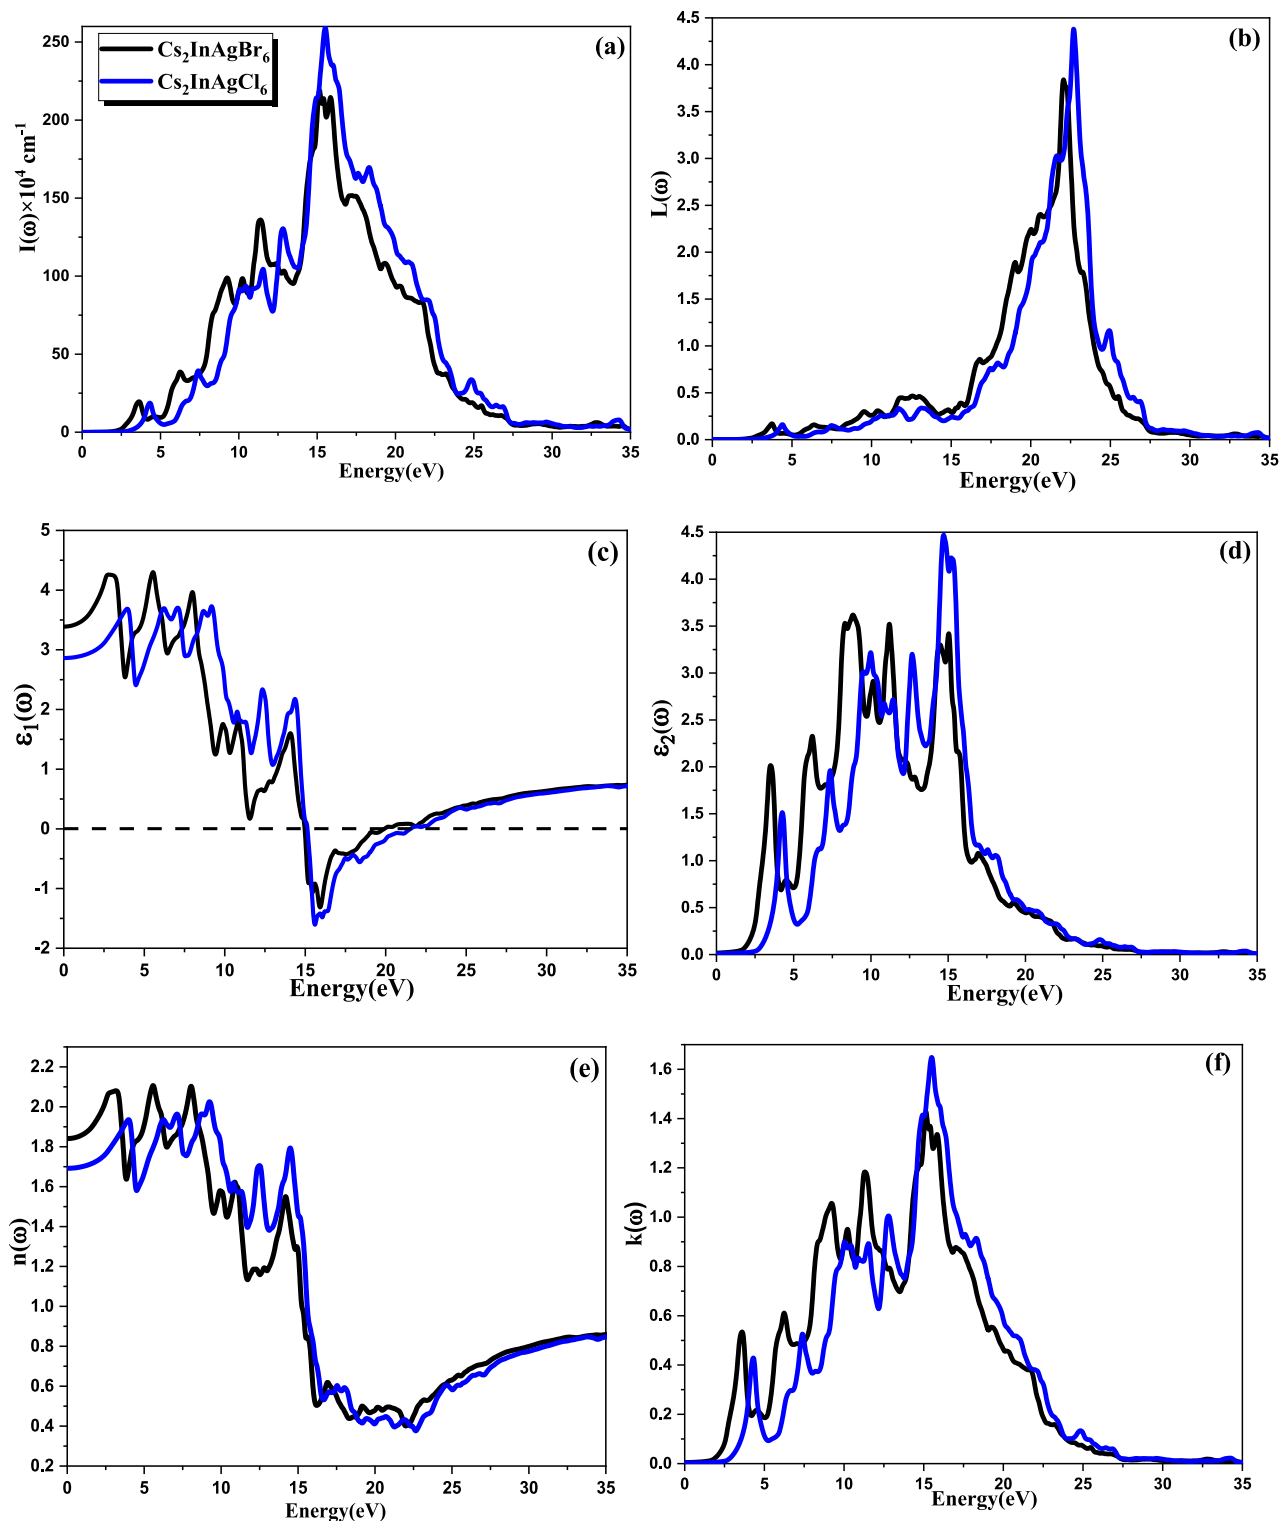 (a)
Cs₂InAgBr₆
Cs₂InAgCl₆
I(ω)×10⁴ cm⁻¹
250
200
150
100
50
0
0 5 10 15 20 25 30 35
Energy(eV)
(b)
L(ω)
4.5
4.0
3.5
3.0
2.5
2.0
1.5
1.0
0.5
0.0
0 5 10 15 20 25 30 35
Energy(eV)
(c)
ε₁(ω)
5
4
3
2
1
0
-1
-2
0 5 10 15 20 25 30 35
Energy(eV)
(d)
ε₂(ω)
4.5
4.0
3.5
3.0
2.5
2.0
1.5
1.0
0.5
0.0
0 5 10 15 20 25 30 35
Energy(eV)
(e)
n(ω)
2.2
2.0
1.8
1.6
1.4
1.2
1.0
0.8
0.6
0.4
0.2
0 5 10 15 20 25 30 35
Energy(eV)
(f)
k(ω)
1.6
1.4
1.2
1.0
0.8
0.6
0.4
0.2
0.0
0 5 10 15 20 25 30 35
Energy(eV)